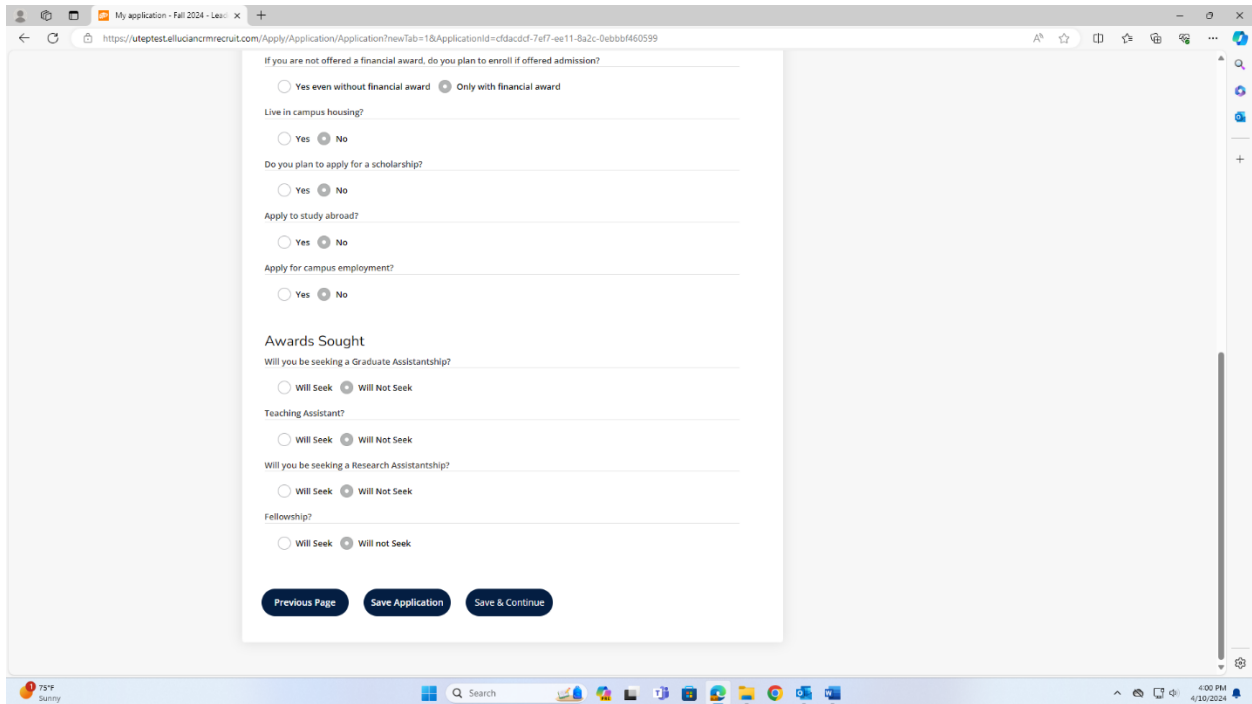 My application - Fall 2024 - Lead
https://uteptest.elluciancrmrecruit.com/Apply/Application/Application?newTab=1&ApplicationId=cfdacdcf-7ef7-ee11-8a2c-0ebbbf460599
If you are not offered a financial award, do you plan to enroll if offered admission?
Yes even without financial award Only with financial award
Live in campus housing?
Yes No
Do you plan to apply for a scholarship?
Yes No
Apply to study abroad?
Yes No
Apply for campus employment?
Yes No
Awards Sought
Will you be seeking a Graduate Assistantship?
Will Seek Will Not Seek
Teaching Assistant?
Will Seek Will Not Seek
Will you be seeking a Research Assistantship?
Will Seek Will Not Seek
Fellowship?
Will Seek Will not Seek
Previous Page Save Application Save & Continue
1
75°F
Sunny
Search
4:00 PM
4/10/2024